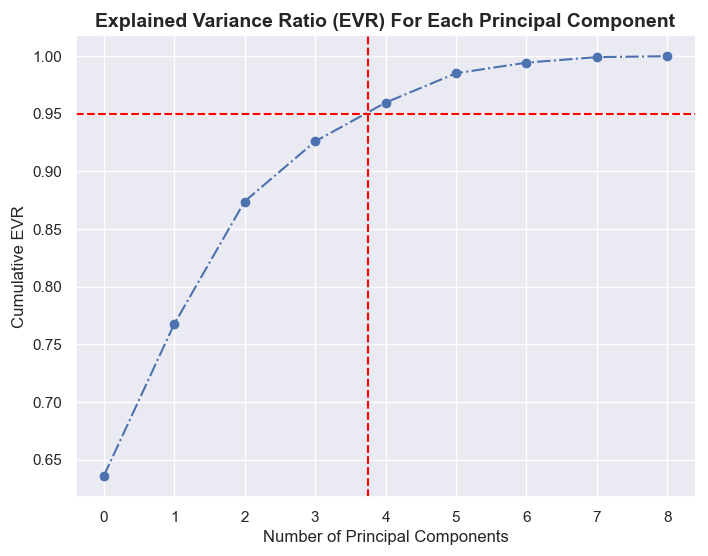 Explained Variance Ratio (EVR) For Each Principal Component
1.00
0.95
0.90
0.85
0.80
0.75
0.70
0.65
Cumulative EVR
0 1 2 3 4 5 6 7 8
Number of Principal Components